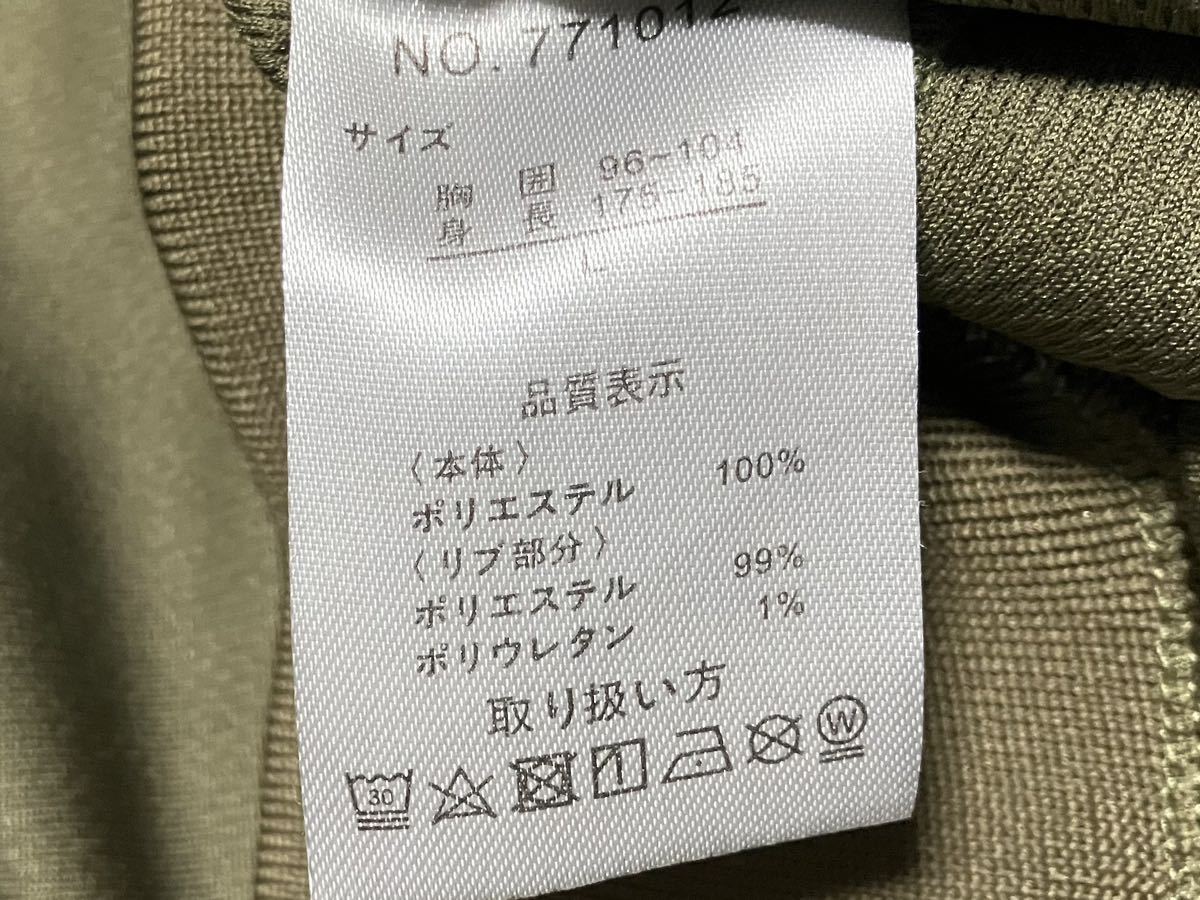 NO. 771012
サイズ
胸 囲 96-104
身 長 175-185
L
品質表示
〈本体〉
ポリエステル 100%
〈リブ部分〉
ポリエステル 99%
ポリウレタン 1%
取り扱い方
30
W